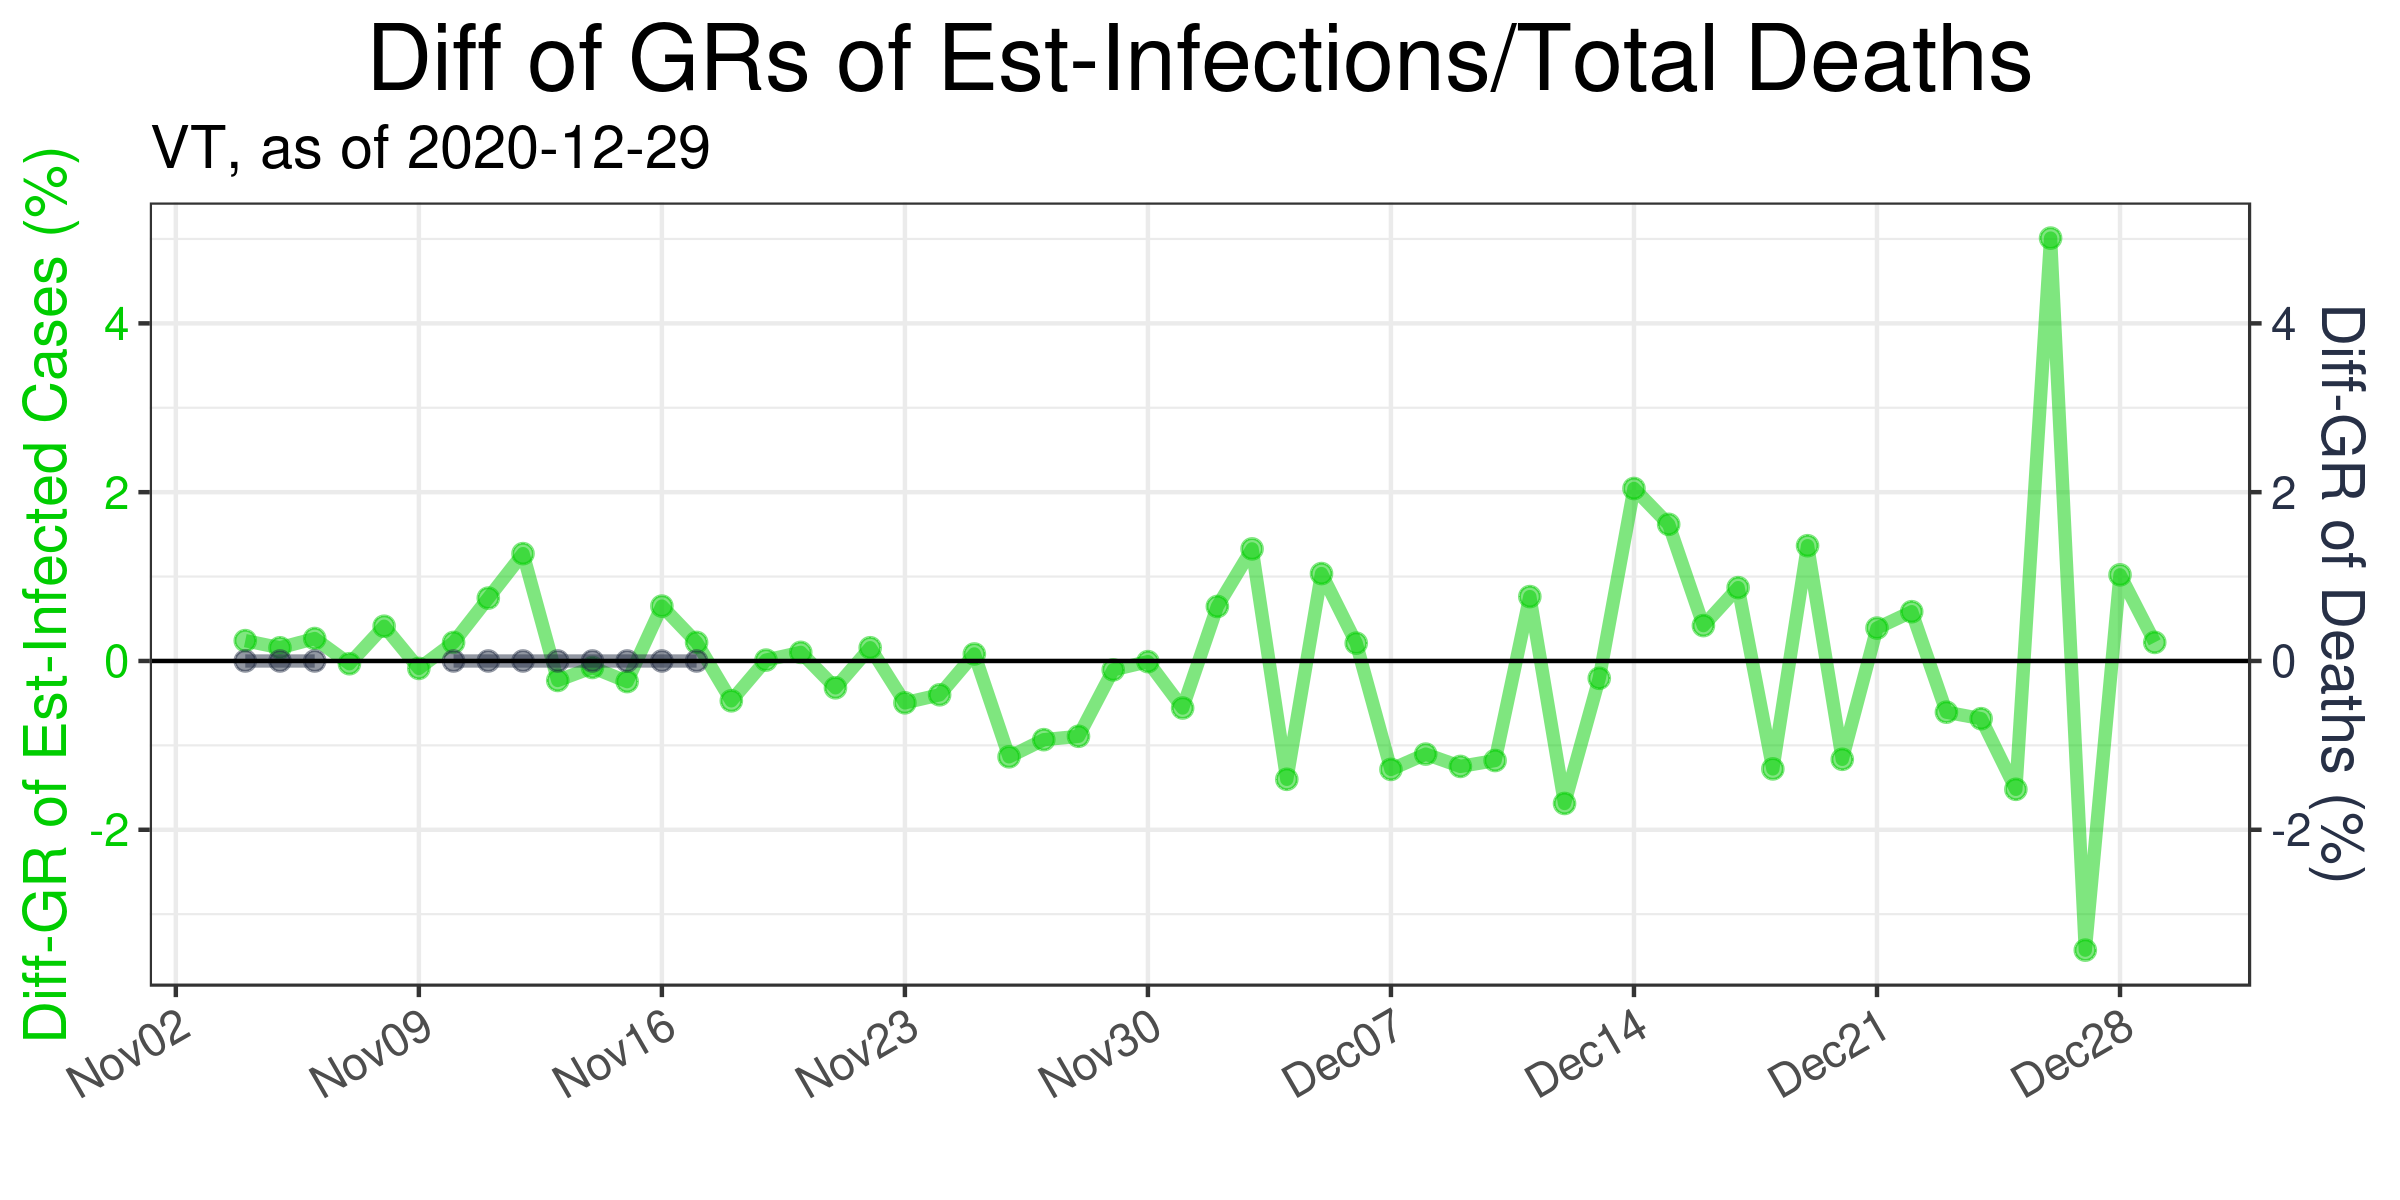 Diff of GRs of Est-Infections/Total Deaths
VT, as of 2020-12-29
Diff-GR of Est-Infected Cases (%)
4
2
0
-2
4
2
0
-2
Diff-GR of Deaths (%)
Nov02
Nov09
Nov16
Nov23
Nov30
Dec07
Dec14
Dec21
Dec28